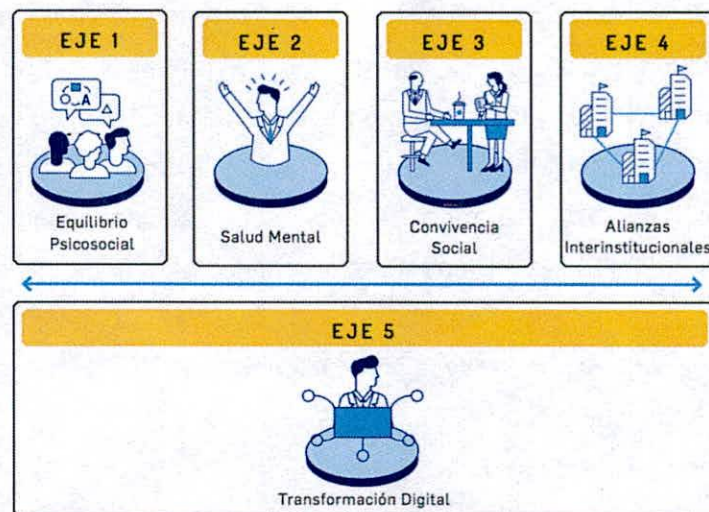 EJE 1
EJE 2
EJE 3
EJE 4
A
Equilibrio
Psicosocial
Salud Mental
Convivencia
Social
Alianzas
Interinstitucionales
EJE 5
Transformación Digital